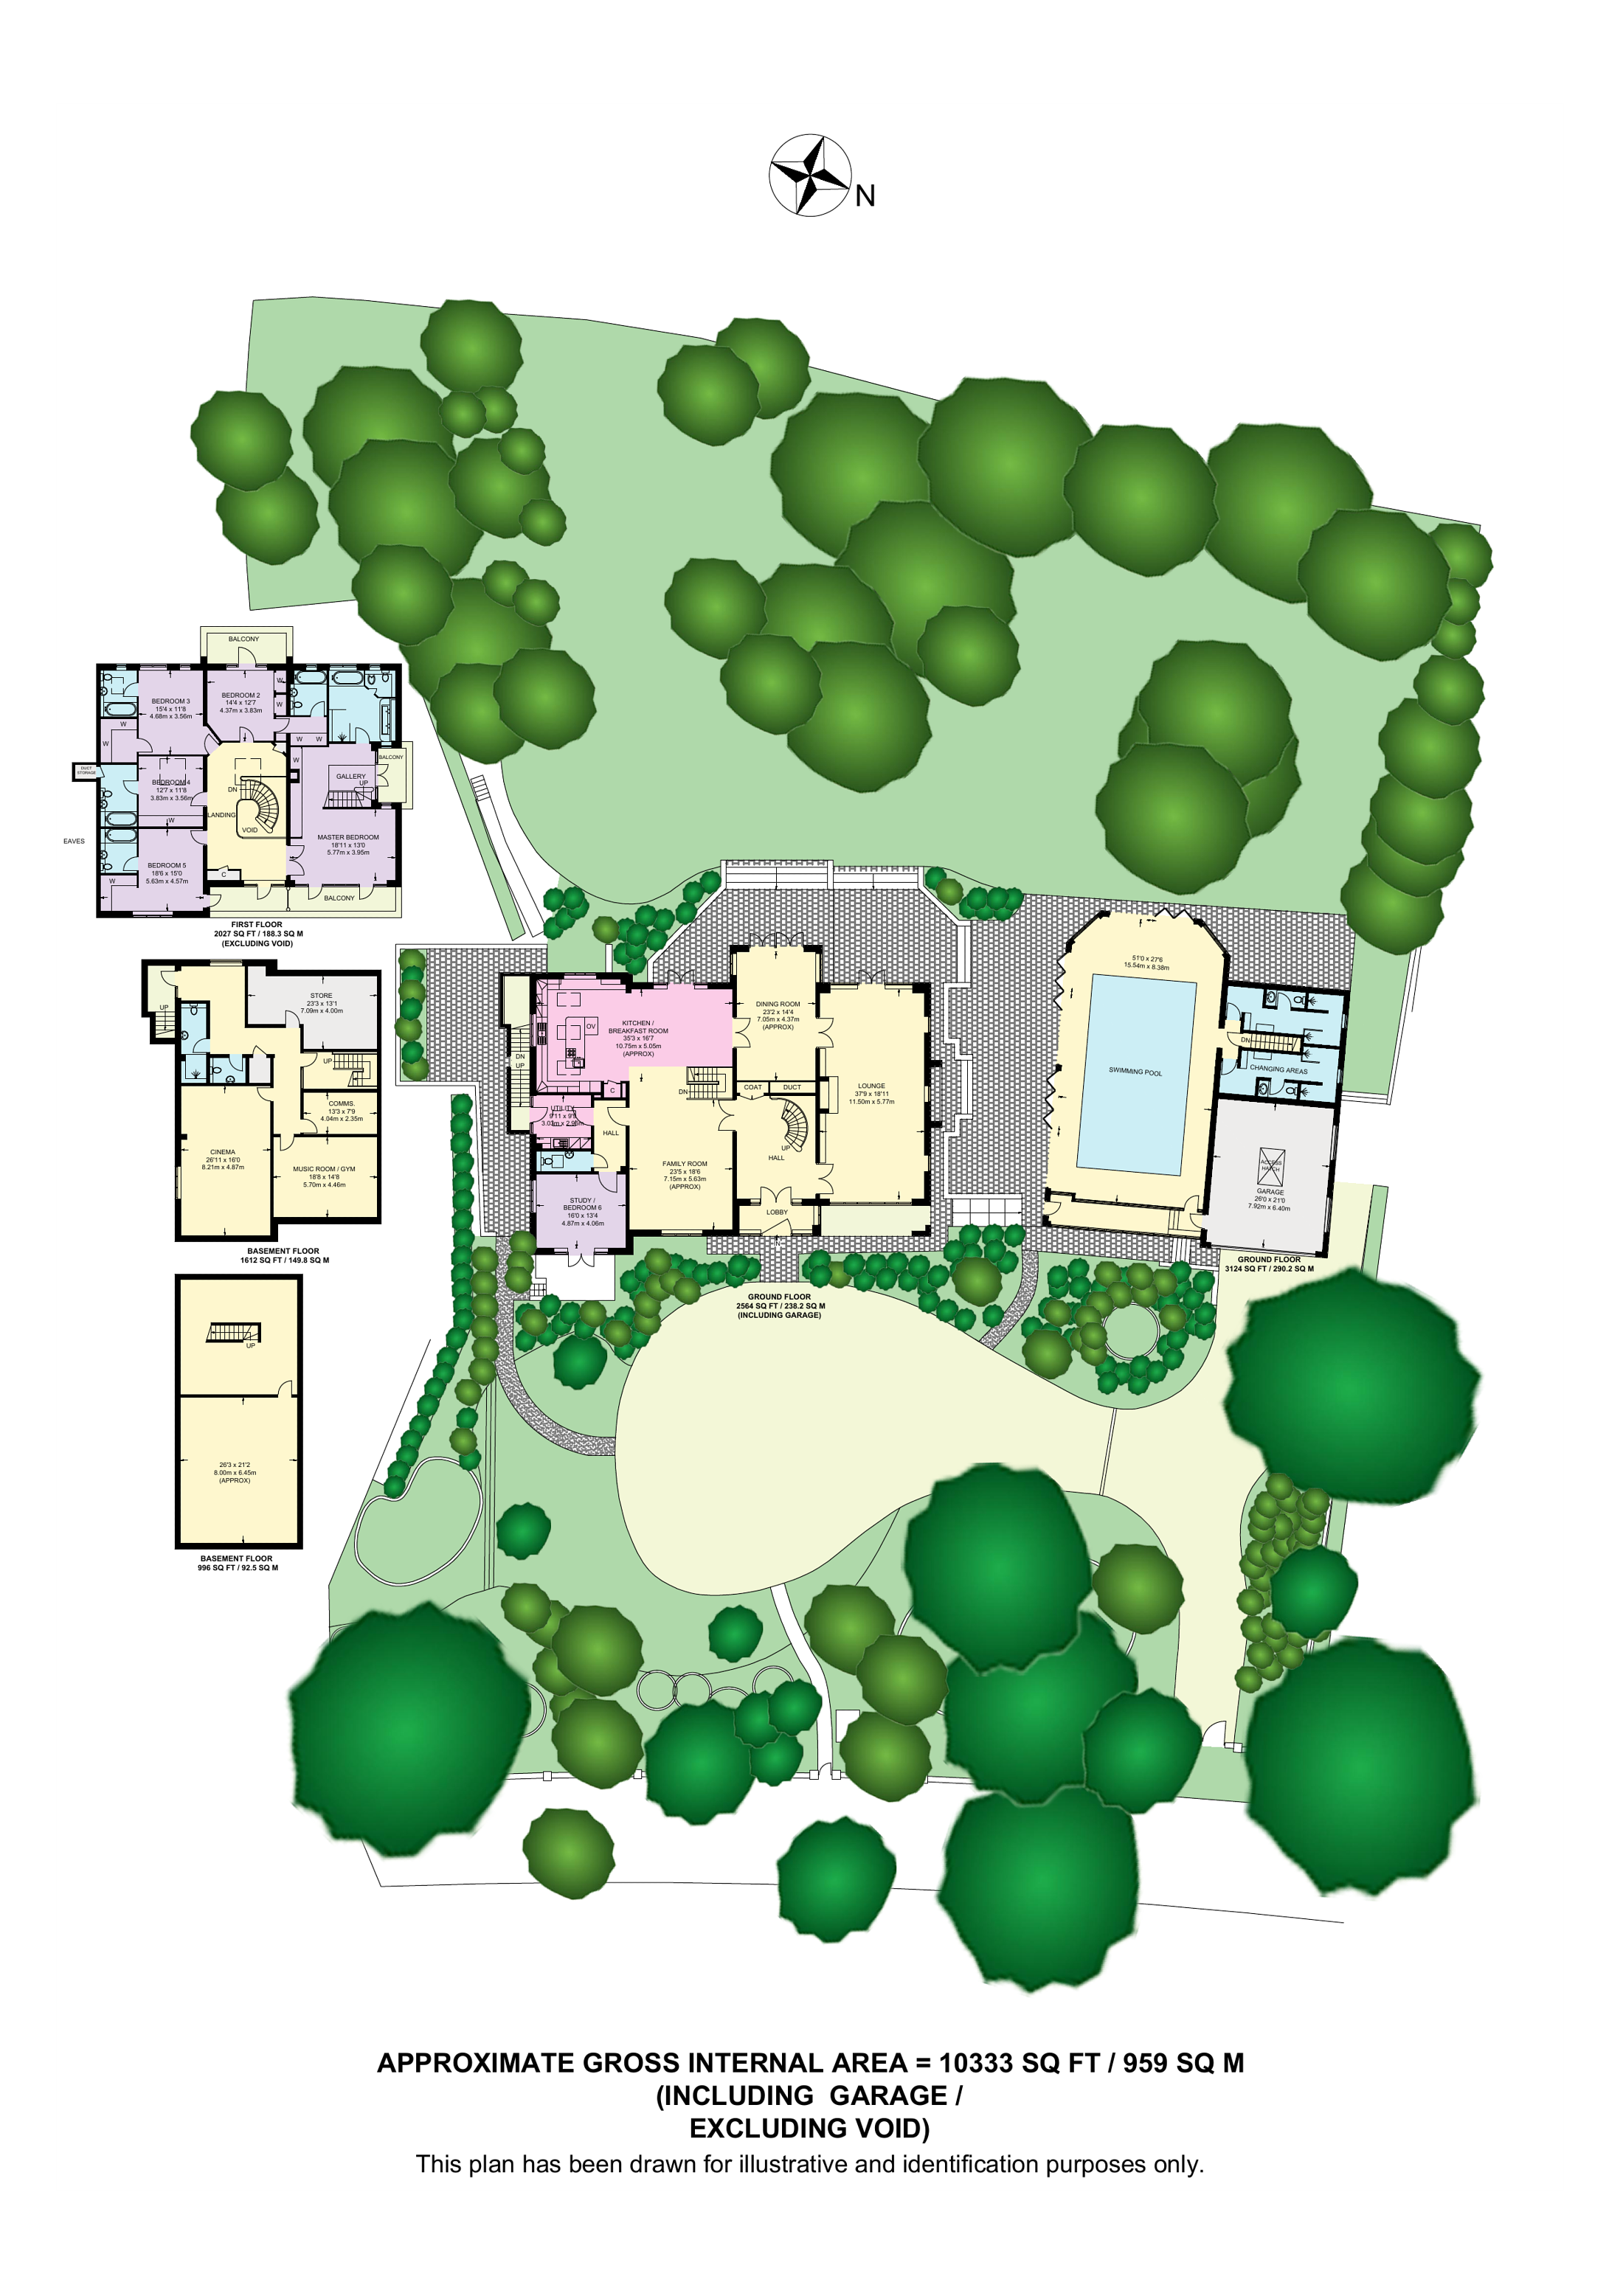 N
BALCONY
BEDROOM 3
15'4 x 11'8
4.68m x 3.56m
BEDROOM 2
14'4 x 12'7
4.37m x 3.83m
W
W
W
W
W
W
W
BALCONY
DUCT
STORAGE
BEDROOM 4
12'7 x 11'8
3.83m x 3.56m
W
DN
GALLERY
UP
LANDING
VOID
EAVES
MASTER BEDROOM
18'11 x 13'0
5.77m x 3.95m
BEDROOM 5
18'6 x 15'0
5.63m x 4.57m
W
C
BALCONY
FIRST FLOOR
2027 SQ FT / 188.3 SQ M
(EXCLUDING VOID)
UP
STORE
23'3 x 13'1
7.09m x 4.00m
UP
COMMS.
13'3 x 7'9
4.04m x 2.35m
CINEMA
26'11 x 16'0
8.21m x 4.87m
MUSIC ROOM / GYM
18'8 x 14'8
5.70m x 4.46m
BASEMENT FLOOR
1612 SQ FT / 149.8 SQ M
UP
26'3 x 21'2
8.00m x 6.45m
(APPROX)
BASEMENT FLOOR
996 SQ FT / 92.5 SQ M
DN
UP
OV
KITCHEN /
BREAKFAST ROOM
35'3 x 16'7
10.75m x 5.05m
(APPROX)
DINING ROOM
23'2 x 14'4
7.05m x 4.37m
(APPROX)
COAT
DUCT
DN
C
LOUNGE
37'9 x 18'11
11.50m x 5.77m
UTILITY
HALL
UP
HALL
FAMILY ROOM
23'5 x 18'6
7.15m x 5.63m
(APPROX)
STUDY /
BEDROOM 6
16'0 x 13'4
4.87m x 4.06m
LOBBY
IN
GROUND FLOOR
2564 SQ FT / 238.2 SQ M
(INCLUDING GARAGE)
51'0 x 27'6
15.54m x 8.38m
SWIMMING POOL
DN
CHANGING AREAS
ACCESS
HATCH
GARAGE
26'0 x 21'0
7.92m x 6.40m
GROUND FLOOR
3124 SQ FT / 290.2 SQ M
APPROXIMATE GROSS INTERNAL AREA = 10333 SQ FT / 959 SQ M
(INCLUDING GARAGE /
EXCLUDING VOID)
This plan has been drawn for illustrative and identification purposes only.